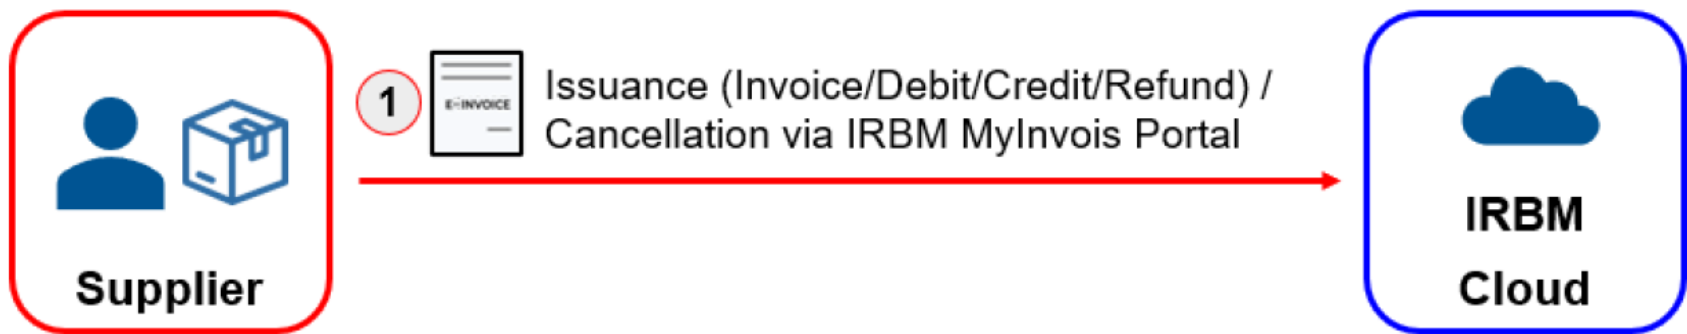 1
E-INVOICE
Issuance (Invoice/Debit/Credit/Refund) /
Cancellation via IRBM MyInvois Portal
Supplier
IRBM
Cloud